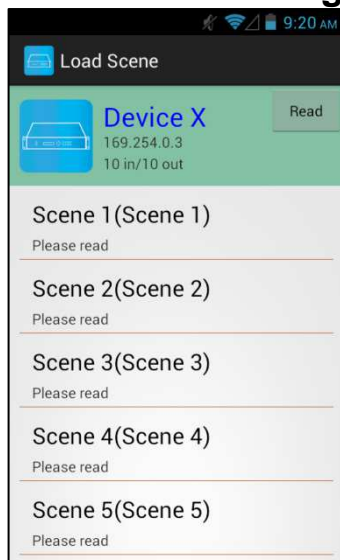 9:20 AM
Load Scene
Device X
Read
169.254.0.3
10 in/10 out
Scene 1(Scene 1)
Please read
Scene 2(Scene 2)
Please read
Scene 3(Scene 3)
Please read
Scene 4(Scene 4)
Please read
Scene 5(Scene 5)
Please read